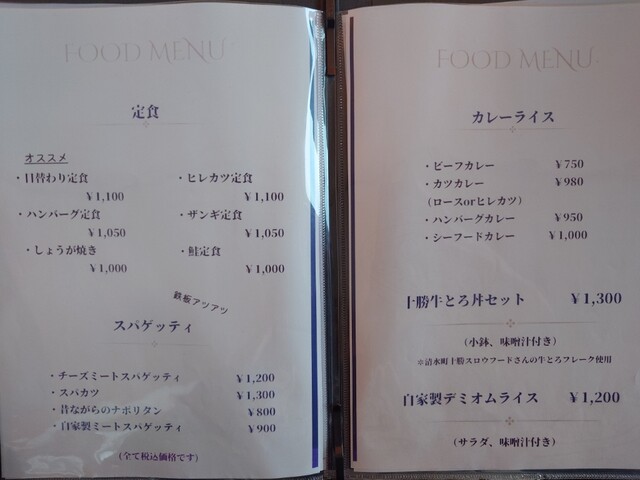 FOOD MENU
定食
オススメ
・日替わり定食
¥1,100
・ヒレカツ定食
¥1,100
・ハンバーグ定食
¥1,050
・ザンギ定食
¥1,050
・しょうが焼き
¥1,000
・鮭定食
¥1,000
鉄板アツアツ
スパゲッティ
・チーズミートスパゲッティ ¥1,200
・スパカツ ¥1,300
・昔ながらのナポリタン ¥800
・自家製ミートスパゲッティ ¥900
(全て税込価格です)
FOOD MENU
カレーライス
・ビーフカレー ¥750
・カツカレー ¥980
(ロースorヒレカツ)
・ハンバーグカレー ¥950
・シーフードカレー ¥1,000
十勝牛とろ丼セット ¥1,300
(小鉢、味噌汁付き)
※清水町十勝スロウフードさんの牛とろフレーク使用
自家製デミオムライス ¥1,200
(サラダ、味噌汁付き)